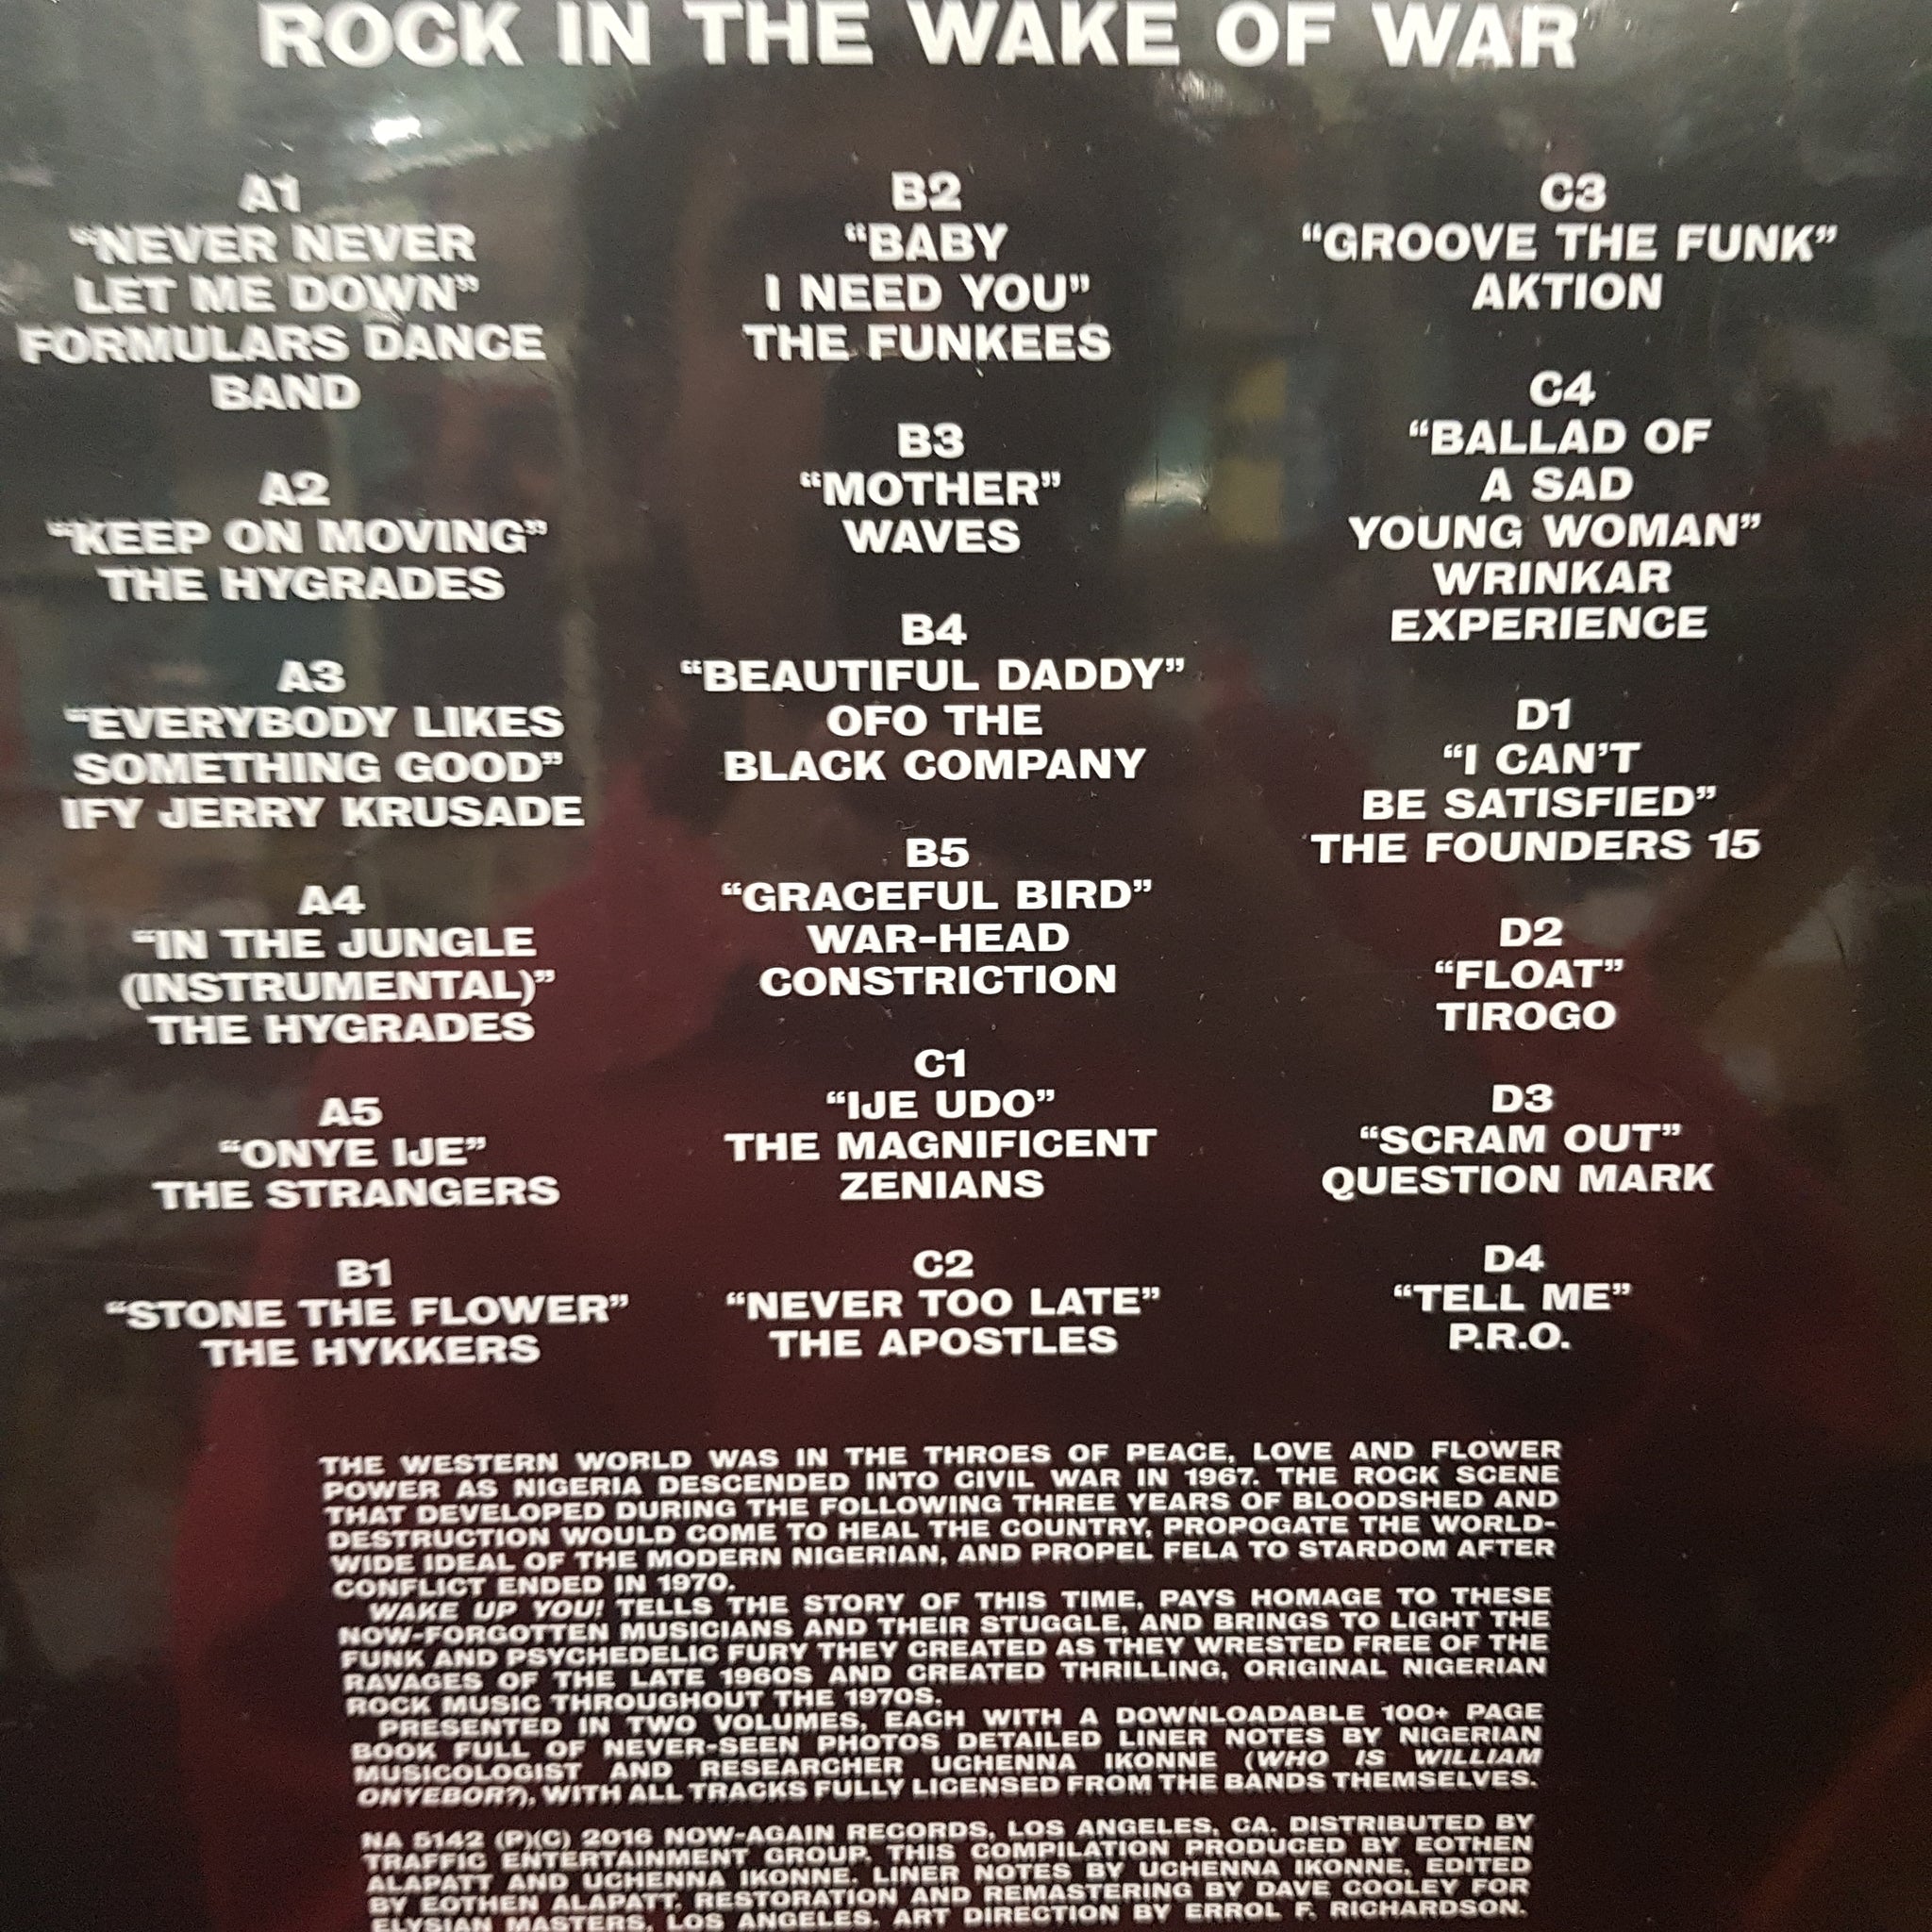 ROCK IN THE WAKE OF WAR
A1
“NEVER NEVER
LET ME DOWN”
FORMULARS DANCE
BAND
A2
“KEEP ON MOVING”
THE HYGRADES
A3
“EVERYBODY LIKES
SOMETHING GOOD”
IFY JERRY KRUSADE
A4
“IN THE JUNGLE
(INSTRUMENTAL)”
THE HYGRADES
A5
“ONYE IJE”
THE STRANGERS
B1
“STONE THE FLOWER”
THE HYKKERS
B2
“BABY
I NEED YOU”
THE FUNKEES
B3
“MOTHER”
WAVES
B4
“BEAUTIFUL DADDY”
OFO THE
BLACK COMPANY
B5
“GRACEFUL BIRD”
WAR-HEAD
CONSTRICTION
C1
“IJE UDO”
THE MAGNIFICENT
ZENIANS
C2
“NEVER TOO LATE”
THE APOSTLES
C3
“GROOVE THE FUNK”
AKTION
C4
“BALLAD OF
A SAD
YOUNG WOMAN”
WRINKAR
EXPERIENCE
D1
“I CAN’T
BE SATISFIED”
THE FOUNDERS 15
D2
“FLOAT”
TIROGO
D3
“SCRAM OUT”
QUESTION MARK
D4
“TELL ME”
P.R.O.
THE WESTERN WORLD WAS IN THE THROES OF PEACE, LOVE AND FLOWER
POWER AS NIGERIA DESCENDED INTO CIVIL WAR IN 1967. THE ROCK SCENE
THAT DEVELOPED DURING THE FOLLOWING THREE YEARS OF BLOODSHED AND
DESTRUCTION WOULD COME TO HEAL THE COUNTRY, PROPOGATE THE WORLD-
WIDE IDEAL OF THE MODERN NIGERIAN, AND PROPEL FELA TO STARDOM AFTER
CONFLICT ENDED IN 1970.
WAKE UP YOU! TELLS THE STORY OF THIS TIME, PAYS HOMAGE TO THESE
NOW-FORGOTTEN MUSICIANS AND THEIR STUGGLE, AND BRINGS TO LIGHT THE
FUNK AND PSYCHEDELIC FURY THEY CREATED AS THEY WRESTED FREE OF THE
RAVAGES OF THE LATE 1960S AND CREATED THRILLING, ORIGINAL NIGERIAN
ROCK MUSIC THROUGHOUT THE 1970S.
PRESENTED IN TWO VOLUMES, EACH WITH A DOWNLOADABLE 100+ PAGE
BOOK FULL OF NEVER-SEEN PHOTOS DETAILED LINER NOTES BY NIGERIAN
MUSICOLOGIST AND RESEARCHER UCHENNA IKONNE (WHO IS WILLIAM
ONYEBOR?), WITH ALL TRACKS FULLY LICENSED FROM THE BANDS THEMSELVES.
NA 5142 (P)(C) 2016 NOW-AGAIN RECORDS, LOS ANGELES, CA. DISTRIBUTED BY
TRAFFIC ENTERTAINMENT GROUP. THIS COMPILATION PRODUCED BY EOTHEN
ALAPATT AND UCHENNA IKONNE. LINER NOTES BY UCHENNA IKONNE, EDITED
BY EOTHEN ALAPATT. RESTORATION AND REMASTERING BY DAVE COOLEY FOR
ELYSIAN MASTERS, LOS ANGELES. ART DIRECTION BY ERROL F. RICHARDSON.